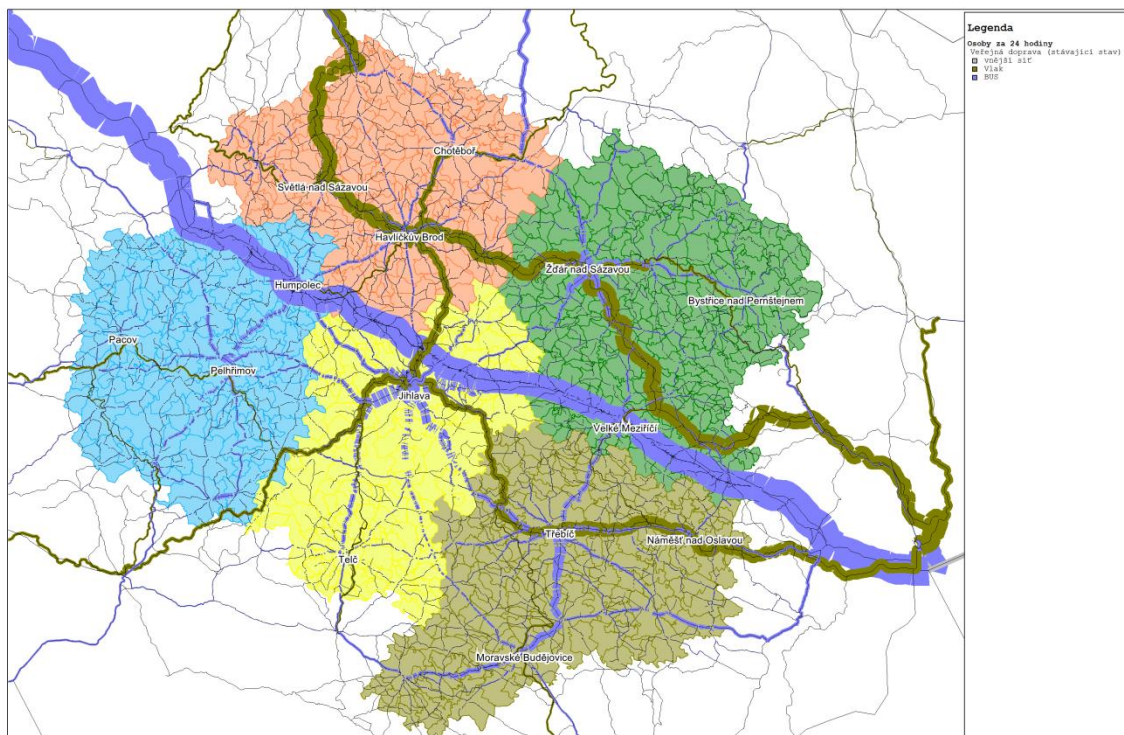 Legenda
Osoby za 24 hodiny
Veřejná doprava (stávající stav)
vnější síť
Vlak
BUS
Chotěboř
Světlá nad Sázavou
Havlíčkův Brod
Žďár nad Sázavou
Humpolec
Bystřice nad Pernštejnem
Pacov
Pelhřimov
Jihlava
Velké Meziříčí
Třebíč
Náměšť nad Oslavou
Telč
Moravské Budějovice